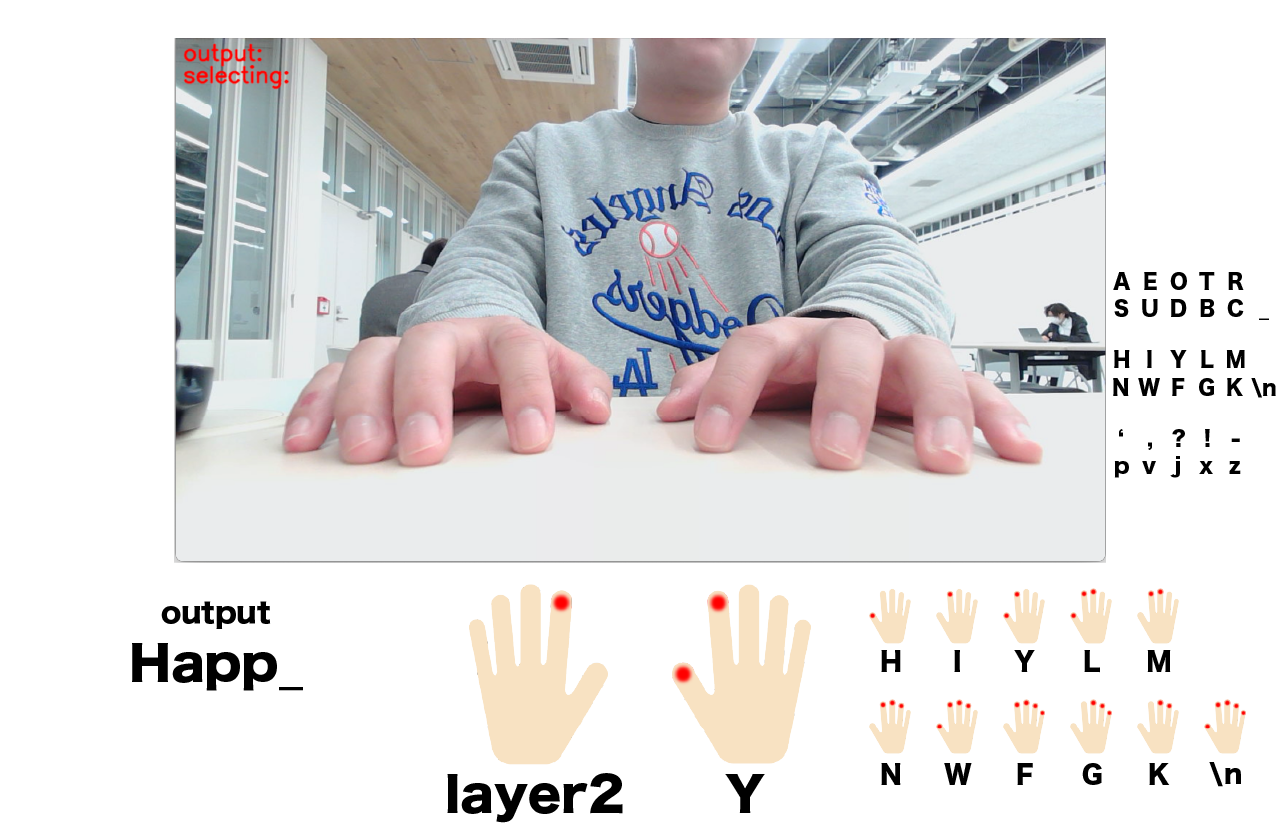 output:
selecting:
Los Angeles
Dodgers
LA
A E O T R
S U D B C _
H I Y L M
N W F G K \n
‘ , ? ! -
p v j x z
output
Happ_
layer2
Y
H I Y L M
N W F G K \n